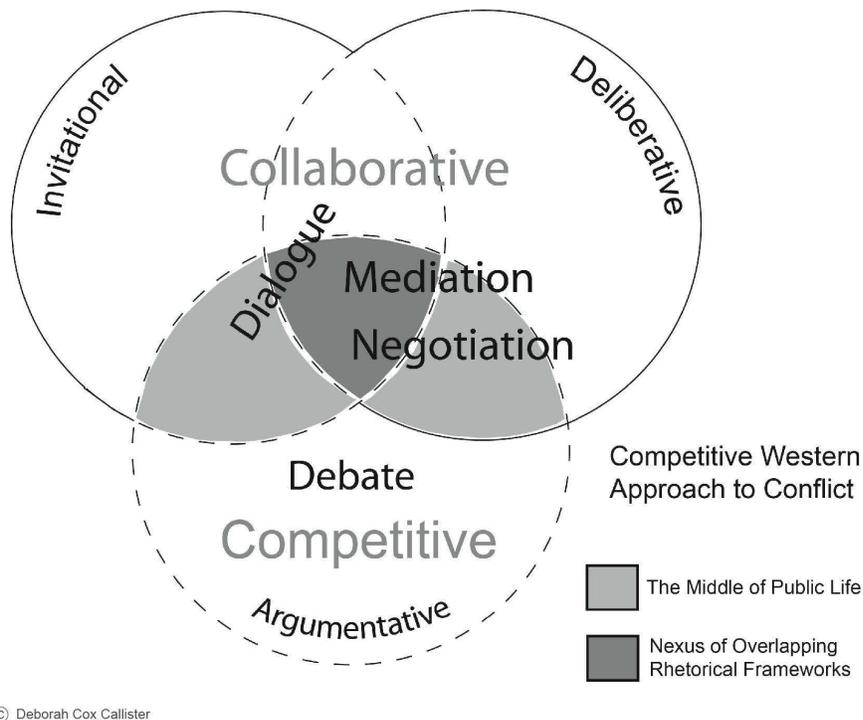 Invitational
Deliberative
Collaborative
Dialogue
Mediation
Negotiation
Debate
Competitive
Argumentative
Competitive Western
Approach to Conflict
The Middle of Public Life
Nexus of Overlapping
Rhetorical Frameworks
© Deborah Cox Callister